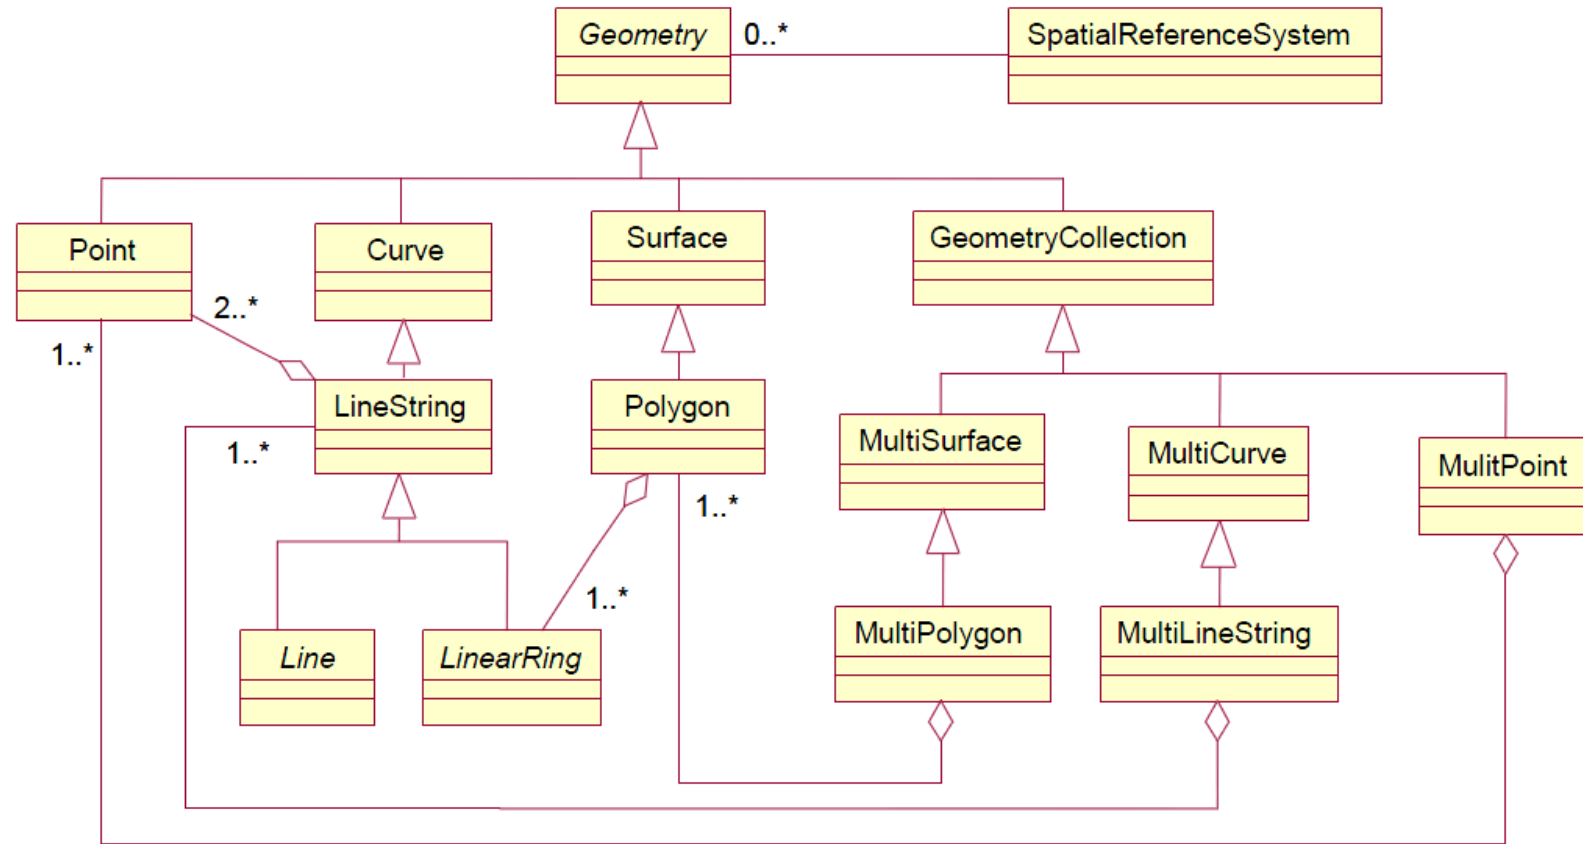 Geometry
0..*
SpatialReferenceSystem
Point
Curve
Surface
GeometryCollection
2..*
1..*
LineString
Polygon
MultiSurface
MultiCurve
MulitPoint
1..*
1..*
1..*
Line
LinearRing
MultiPolygon
MultiLineString